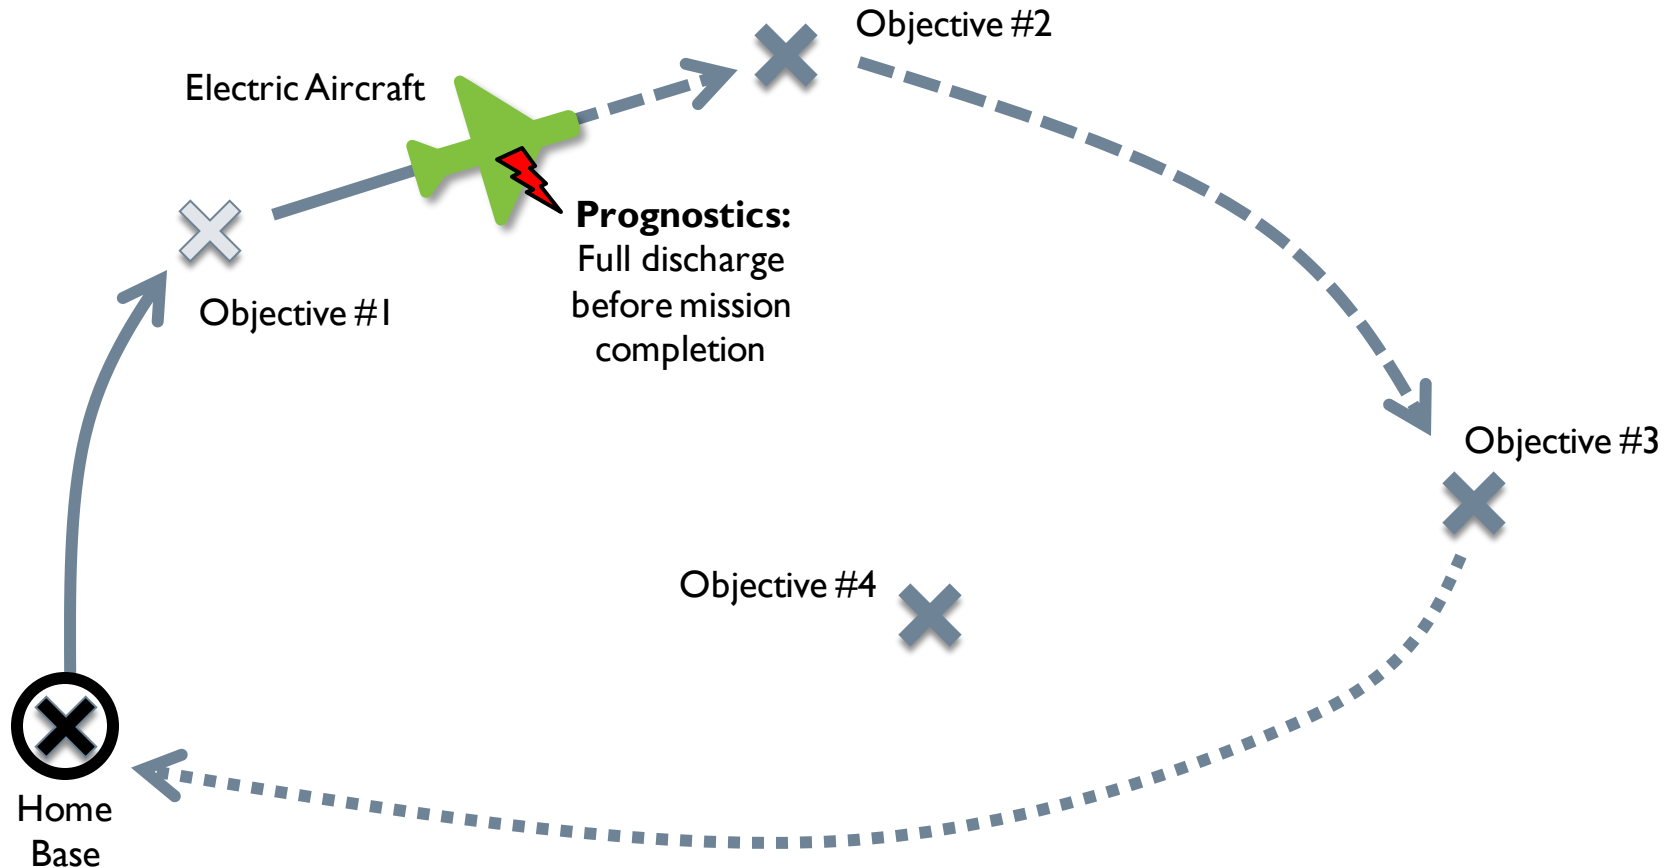 Objective #2
Electric Aircraft
Prognostics:
Full discharge
before mission
completion
Objective #1
Objective #3
Objective #4
Home
Base